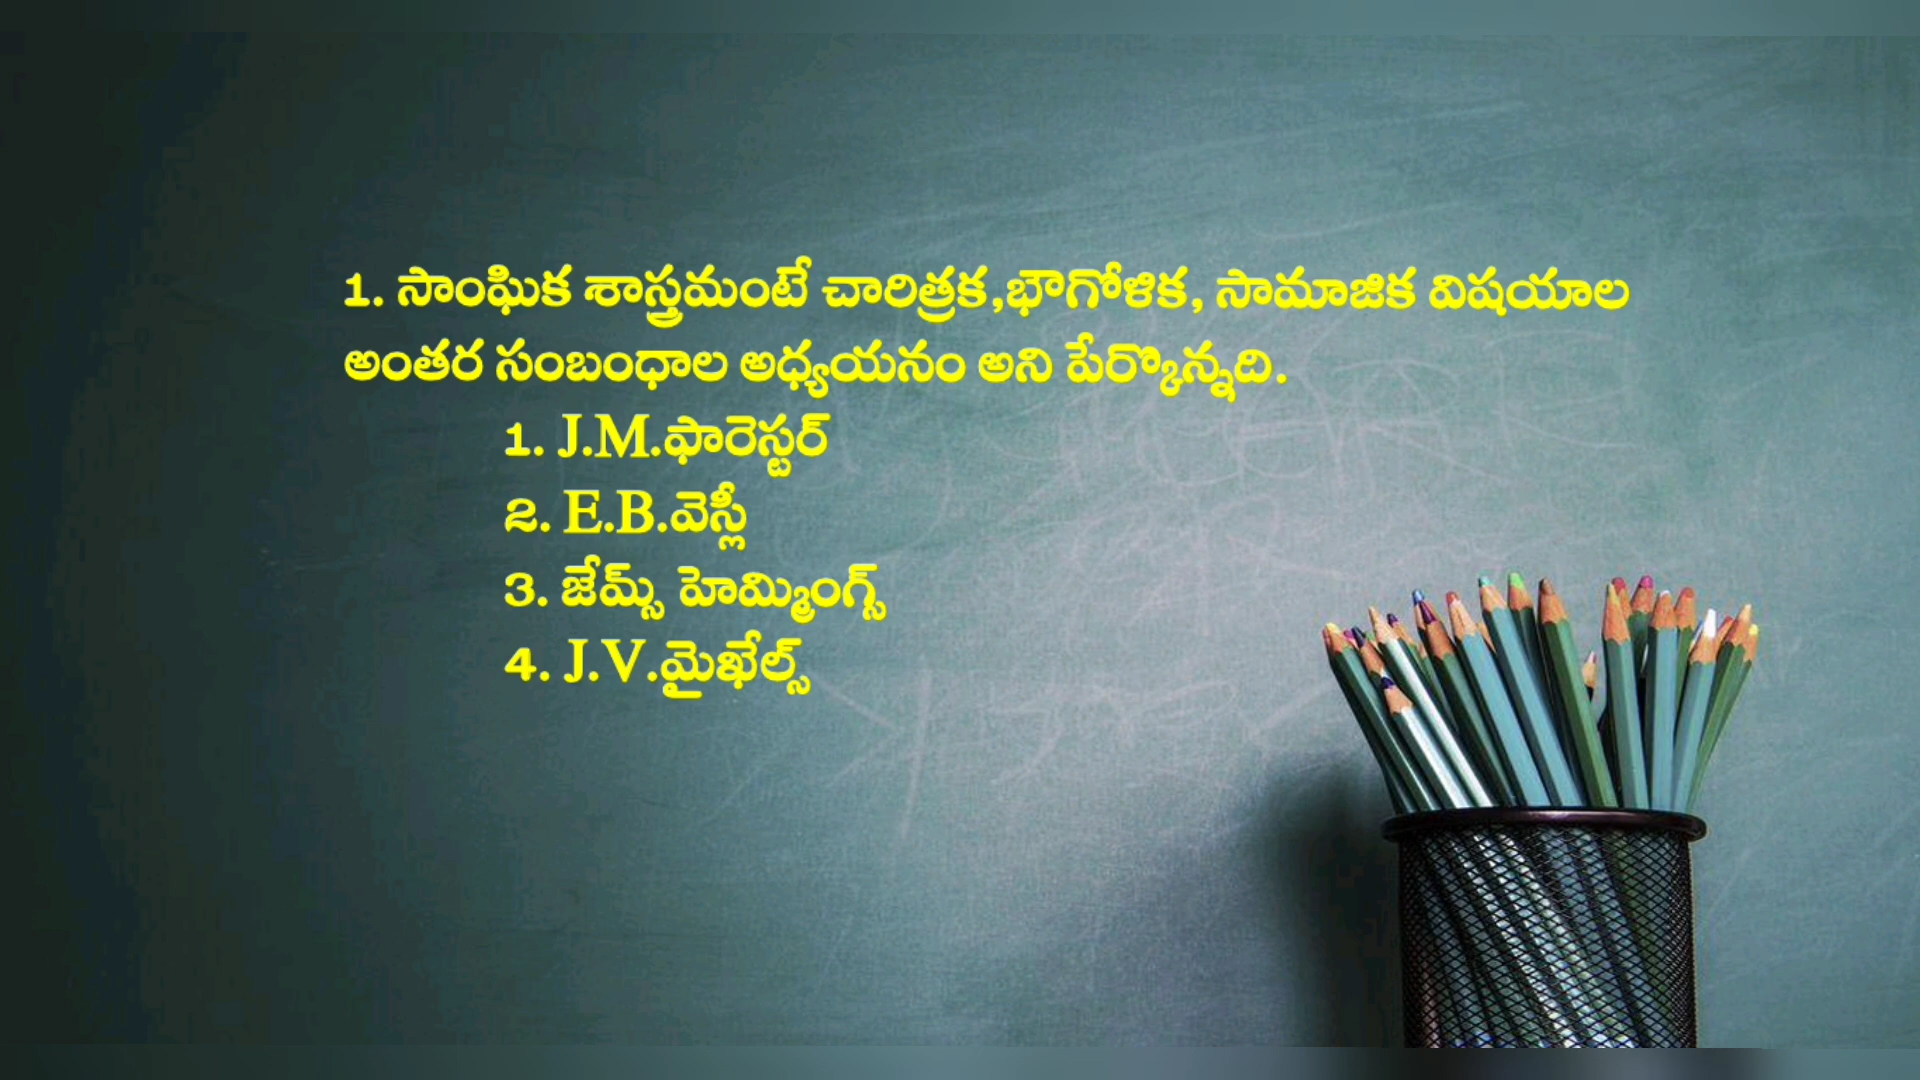 1. సాంఘిక శాస్త్రమంటే చారిత్రక,భౌగోళిక, సామాజిక విషయాల
అంతర సంబంధాల అధ్యయనం అని పేర్కొన్నది.
1. J.M.ఫారెస్టర్
2. E.B.వెస్లీ
3. జేమ్స్ హెమ్మింగ్స్
4. J.V.మైఖేల్స్